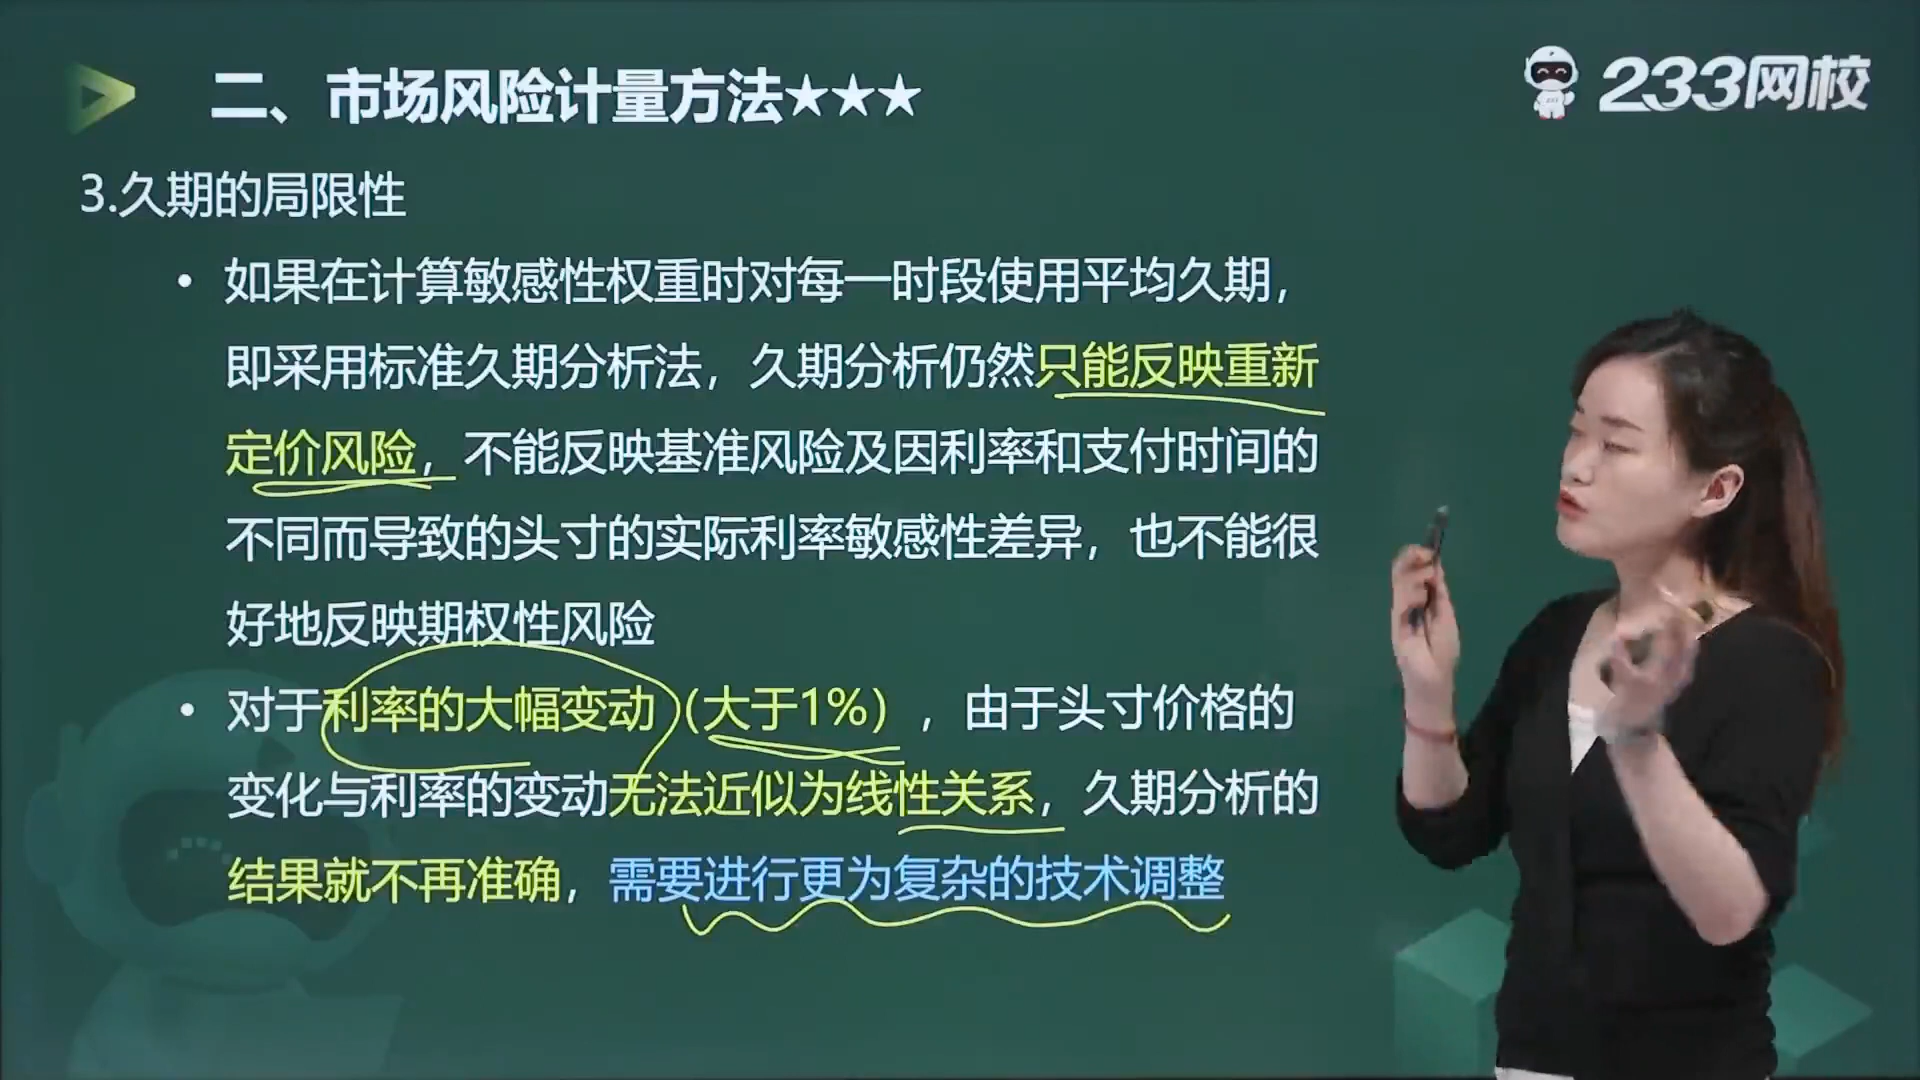 二、市场风险计量方法★★★
233网校
3.久期的局限性
• 如果在计算敏感性权重时对每一时段使用平均久期，
即采用标准久期分析法，久期分析仍然只能反映重新
定价风险，不能反映基准风险及因利率和支付时间的
不同而导致的头寸的实际利率敏感性差异，也不能很
好地反映期权性风险
• 对于利率的大幅变动（大于1%），由于头寸价格的
变化与利率的变动无法近似为线性关系，久期分析的
结果就不再准确，需要进行更为复杂的技术调整